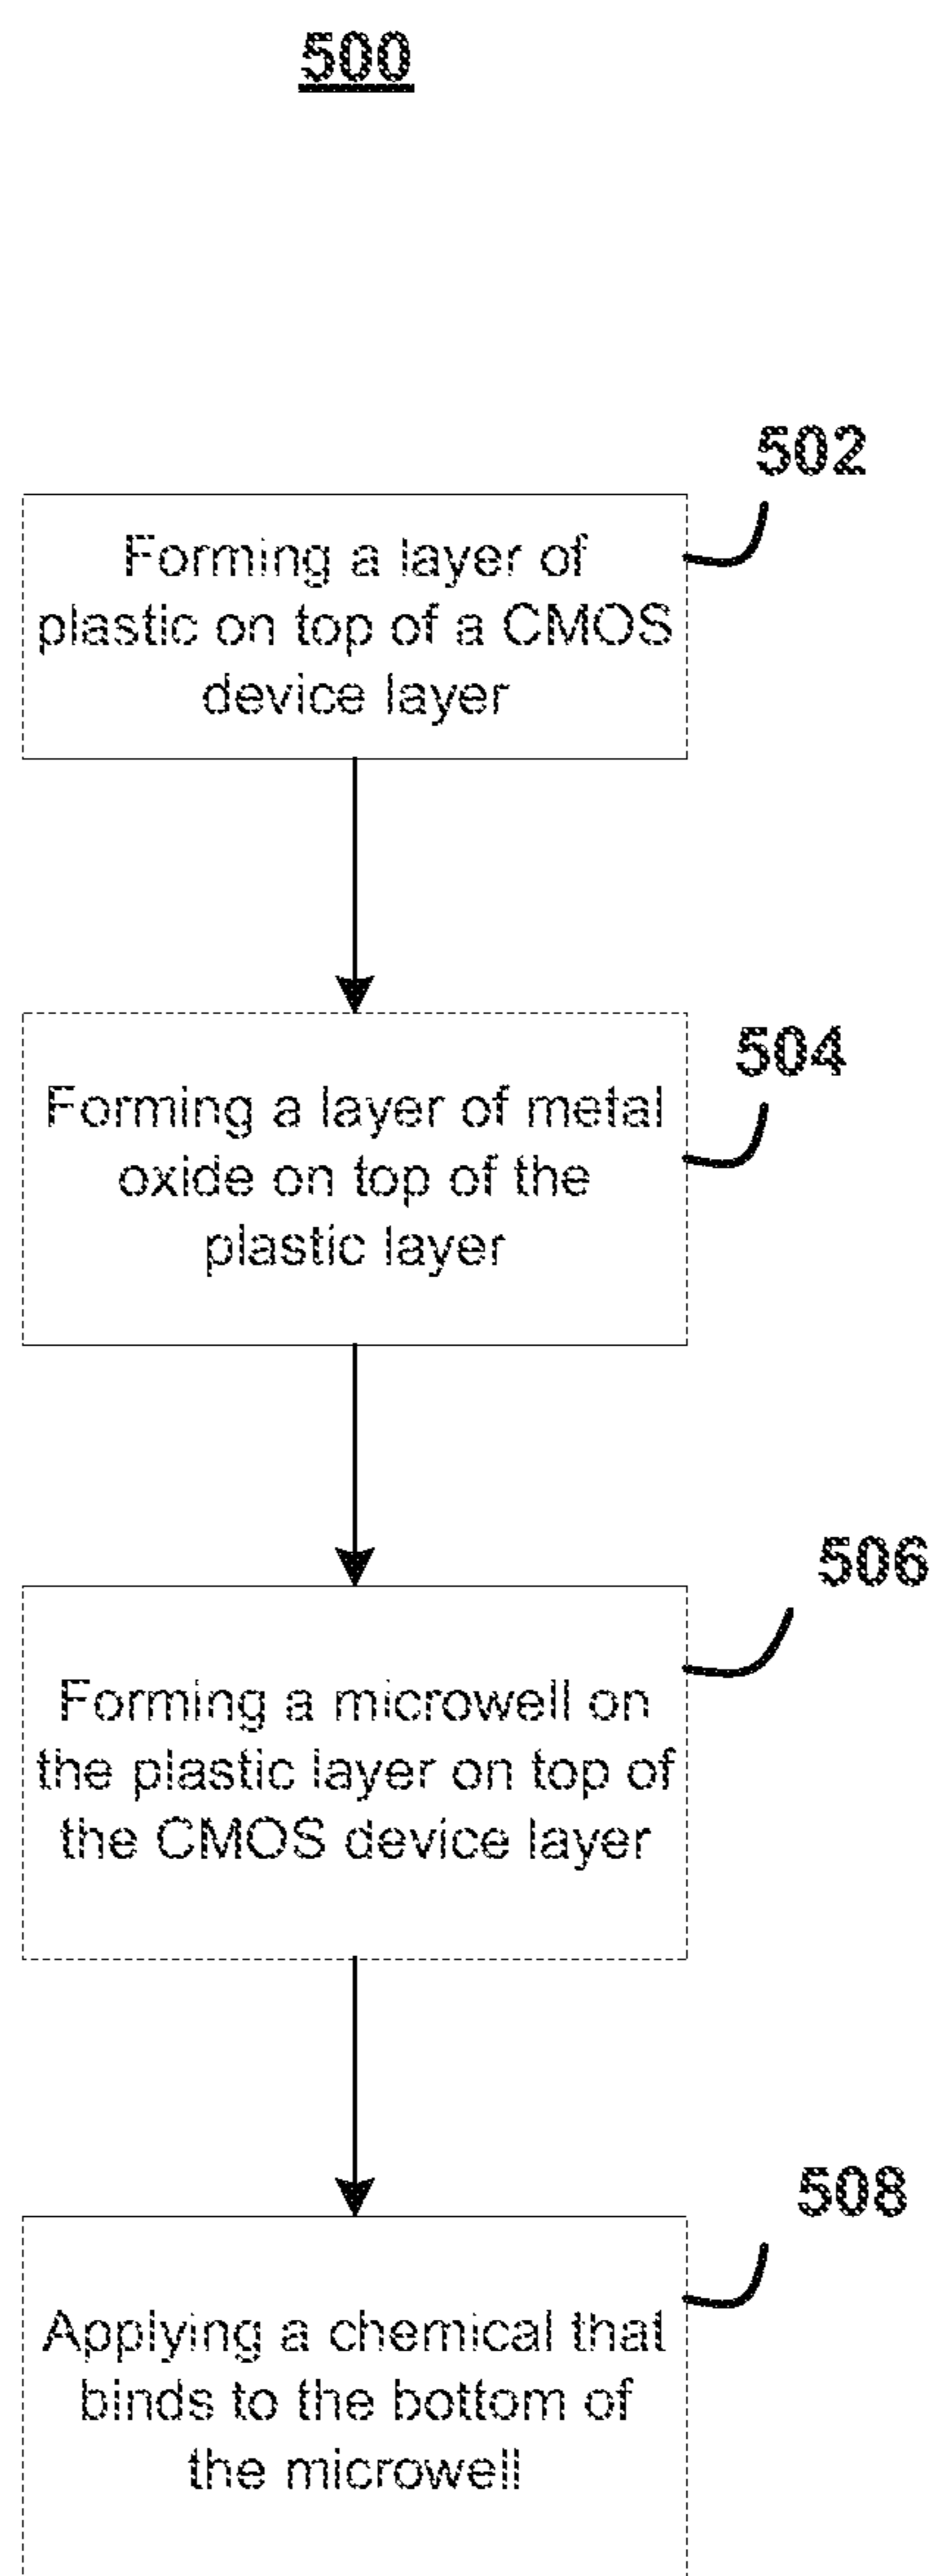 500
502
Forming a layer of
plastic on top of a CMOS
device layer
504
Forming a layer of metal
oxide on top of the
plastic layer
506
Forming a microwell on
the plastic layer on top of
the CMOS device layer
508
Applying a chemical that
binds to the bottom of
the microwell